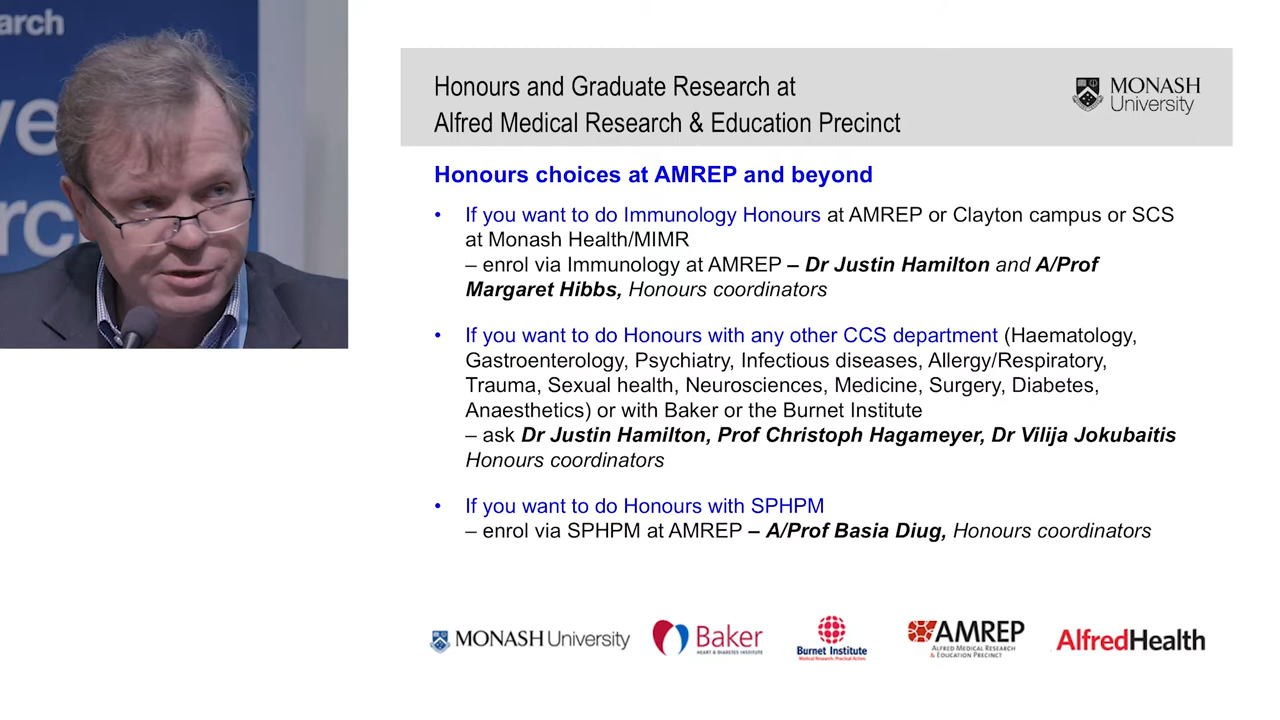 arch
ve
rc
Honours and Graduate Research at
Alfred Medical Research & Education Precinct
MONASH
University
Honours choices at AMREP and beyond
• If you want to do Immunology Honours at AMREP or Clayton campus or SCS
at Monash Health/MIMR
– enrol via Immunology at AMREP – Dr Justin Hamilton and A/Prof
Margaret Hibbs, Honours coordinators
• If you want to do Honours with any other CCS department (Haematology,
Gastroenterology, Psychiatry, Infectious diseases, Allergy/Respiratory,
Trauma, Sexual health, Neurosciences, Medicine, Surgery, Diabetes,
Anaesthetics) or with Baker or the Burnet Institute
– ask Dr Justin Hamilton, Prof Christoph Hagameyer, Dr Vilija Jokubaitis
Honours coordinators
• If you want to do Honours with SPHPM
– enrol via SPHPM at AMREP – A/Prof Basia Diug, Honours coordinators
MONASH University
Baker
HEART & DIABETES INSTITUTE
Burnet Institute
Medical Research. Practical Action.
AMREP
ALFRED MEDICAL RESEARCH
& EDUCATION PRECINCT
AlfredHealth